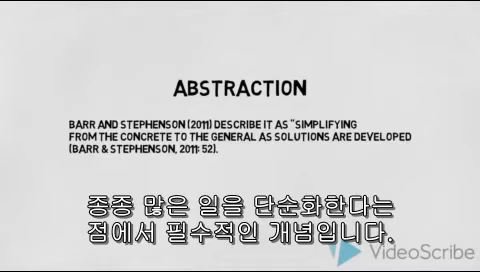 ABSTRACTION
BARR AND STEPHENSON (2011) DESCRIBE IT AS "SIMPLIFYING
FROM THE CONCRETE TO THE GENERAL AS SOLUTIONS ARE DEVELOPED
(BARR & STEPHENSON, 2011: 52).
종종 많은 일을 단순화한다는
점에서 필수적인 개념입니다.
VideoScribe